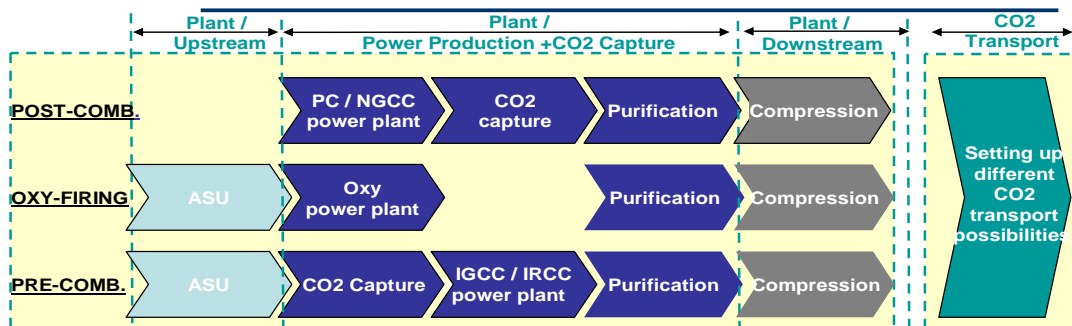 Plant /
Upstream
Plant /
Power Production +CO2 Capture
Plant /
Downstream
CO2
Transport
POST-COMB.
PC / NGCC
power plant
CO2
capture
Purification
Compression
OXY-FIRING
ASU
Oxy
power plant
Purification
Compression
PRE-COMB.
ASU
CO2 Capture
IGCC / IRCC
power plant
Purification
Compression
Setting up
different
CO2
transport
possibilities